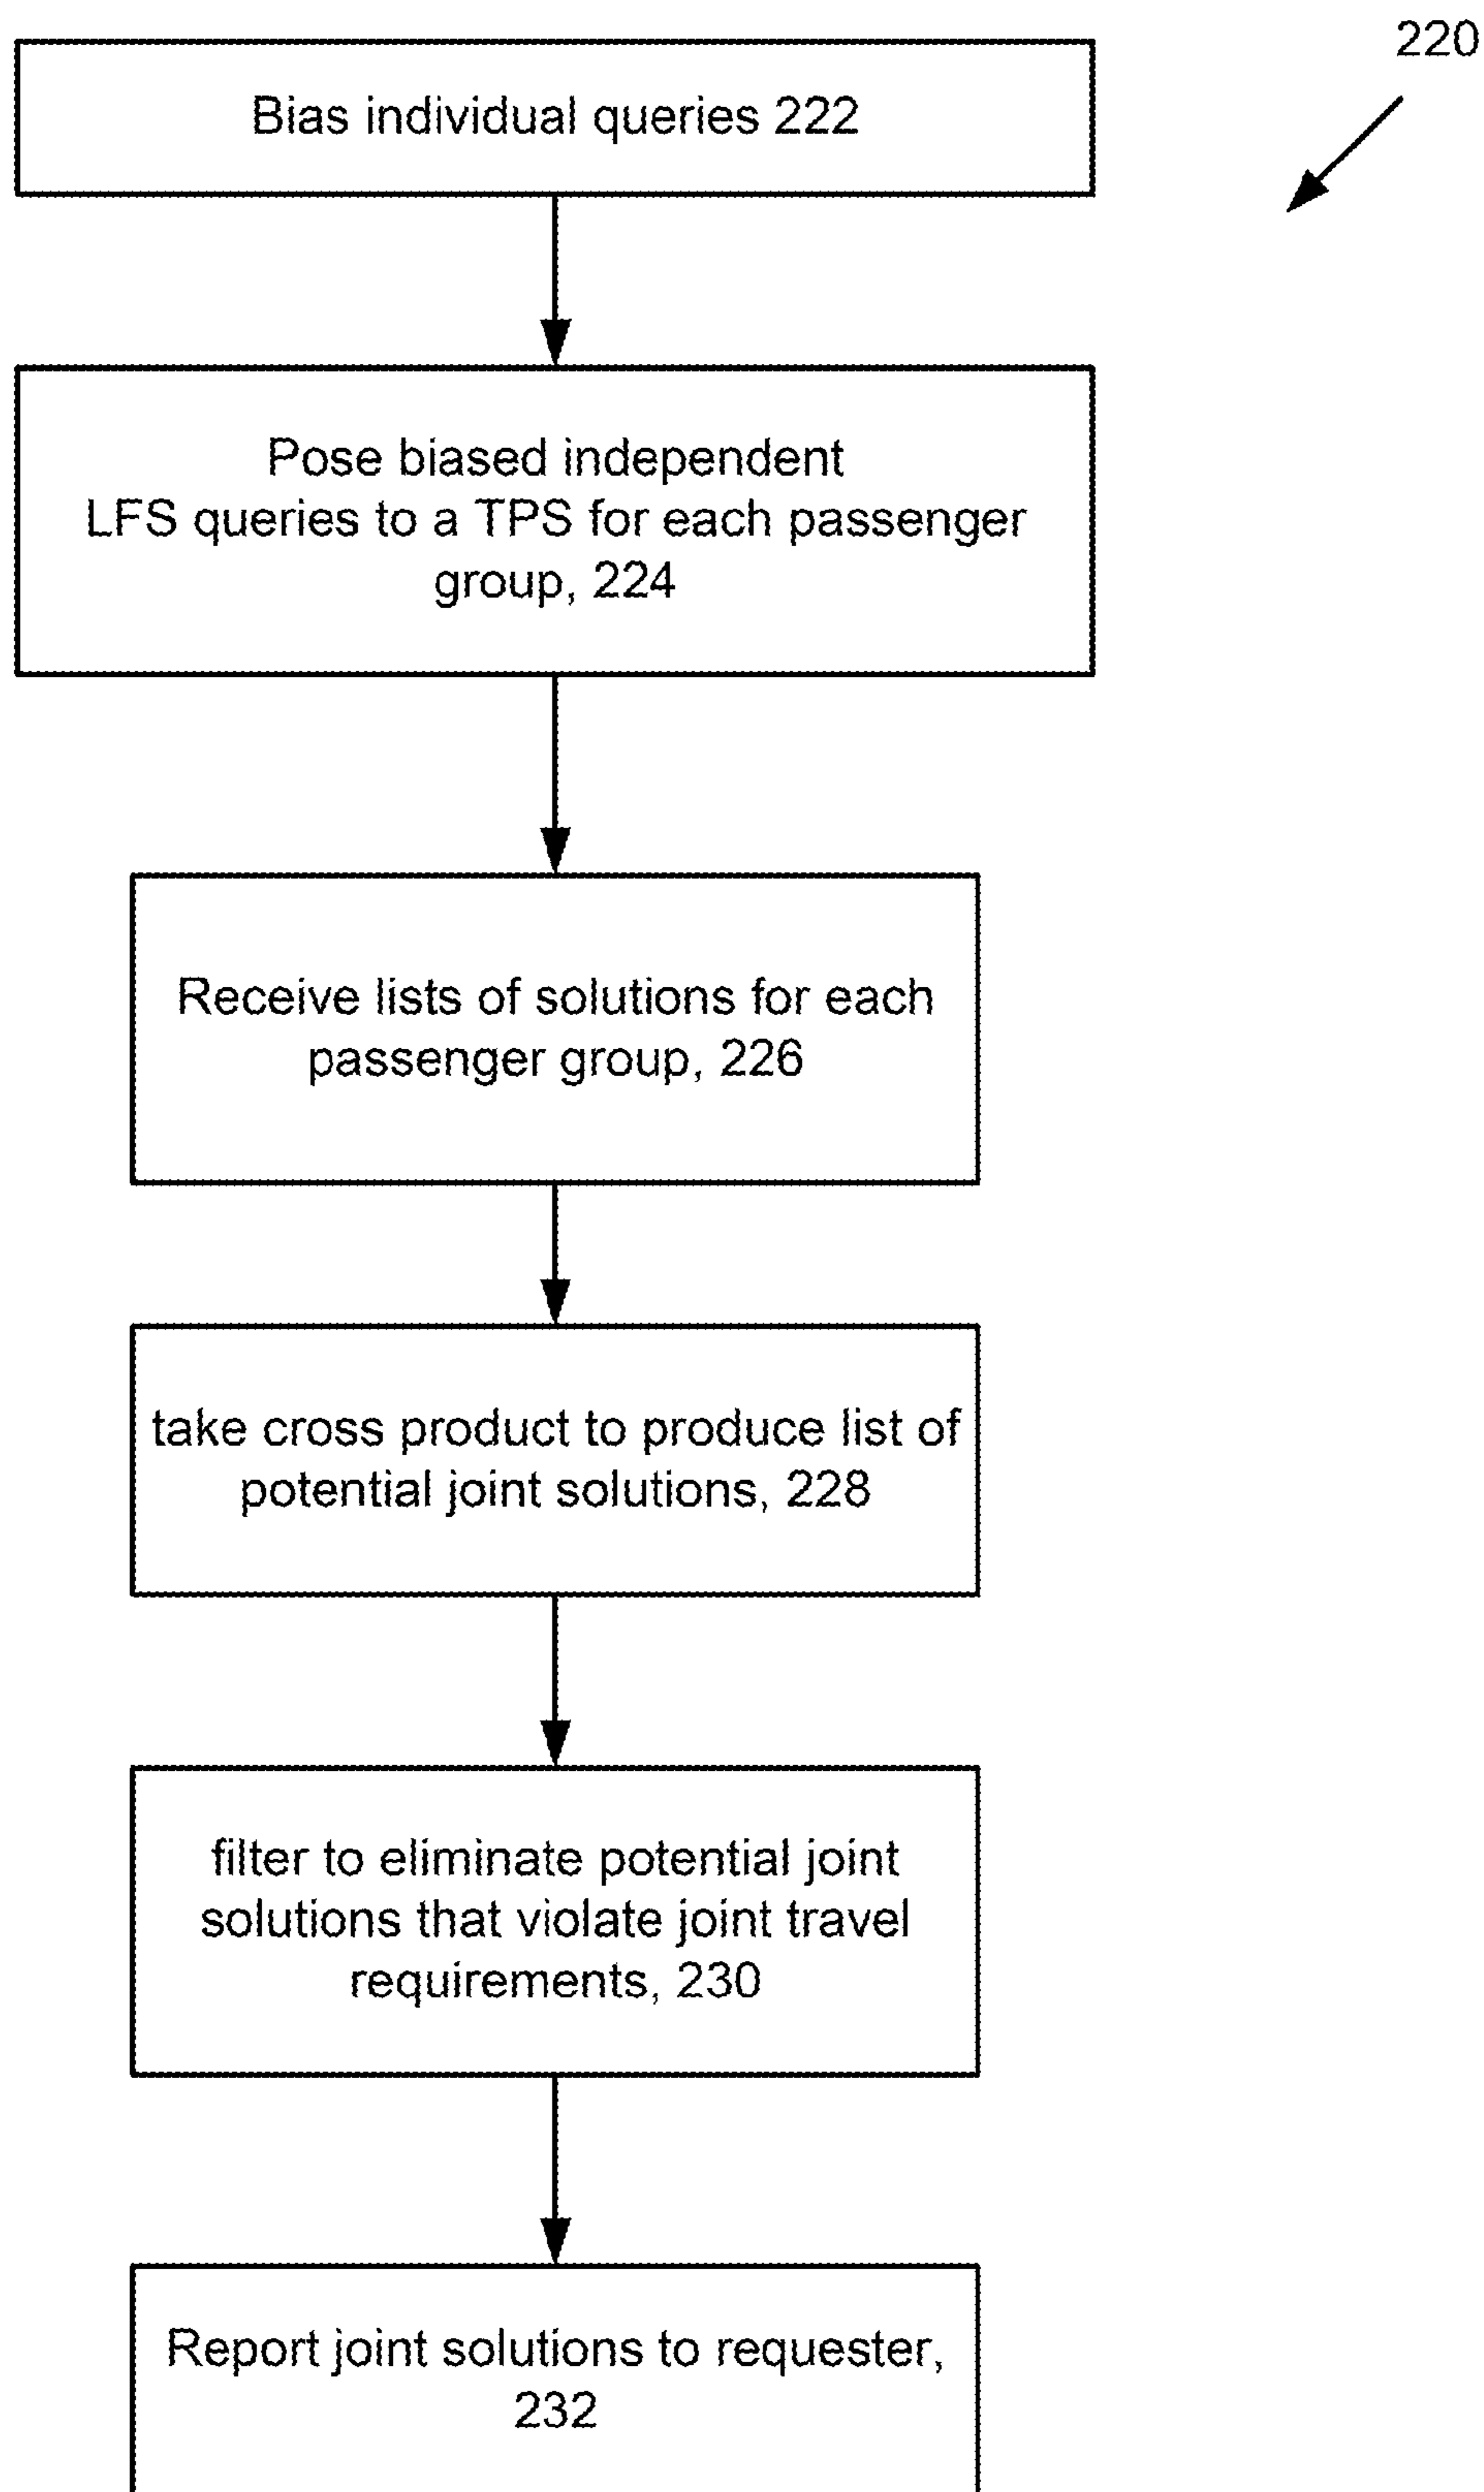 220
Bias individual queries 222
Pose biased independent
LFS queries to a TPS for each passenger
group, 224
Receive lists of solutions for each
passenger group, 226
take cross product to produce list of
potential joint solutions, 228
filter to eliminate potential joint
solutions that violate joint travel
requirements, 230
Report joint solutions to requester,
232